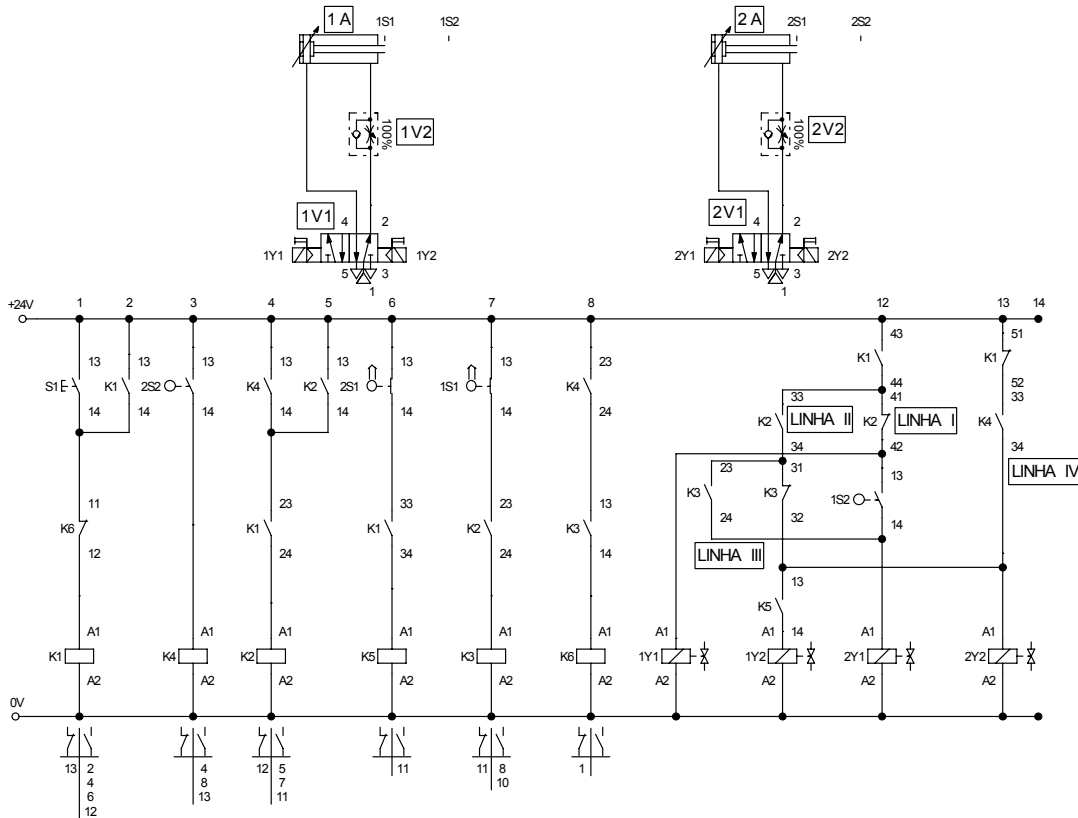 1 A 1S1 1S2 2 A 2S1 2S2
100% 1V2 100% 2V2
1V1 4 2 2V1 4 2
1Y1 1Y2 2Y1 2Y2
5 3 5 3
1 1
+24V 1 2 3 4 5 6 7 8 12 13 14
13 13 13 13 13 13 13 23 43 51
S1 K1 2S2 K4 K2 2S1 1S1 K4 K1 K1
14 14 14 14 14 14 14 24 44 52
33 41 33
K2 LINHA II K2 LINHA I K4
34 42 34
23 31 13 LINHA IV
11 23 33 23 13 K3 K3 1S2
K6 K1 K1 K2 K3 24 32 14
12 24 34 24 14 LINHA III
13
K5
A1 A1 A1 A1 A1 A1 A1 A1 14 A1 A1
K1 K4 K2 K5 K3 K6 1Y1 1Y2 2Y1 2Y2
A2 A2 A2 A2 A2 A2 A2 A2 A2 A2
0V
13 2 4 12 5 11 11 8 1
4 8 7 10
6 13 11
12